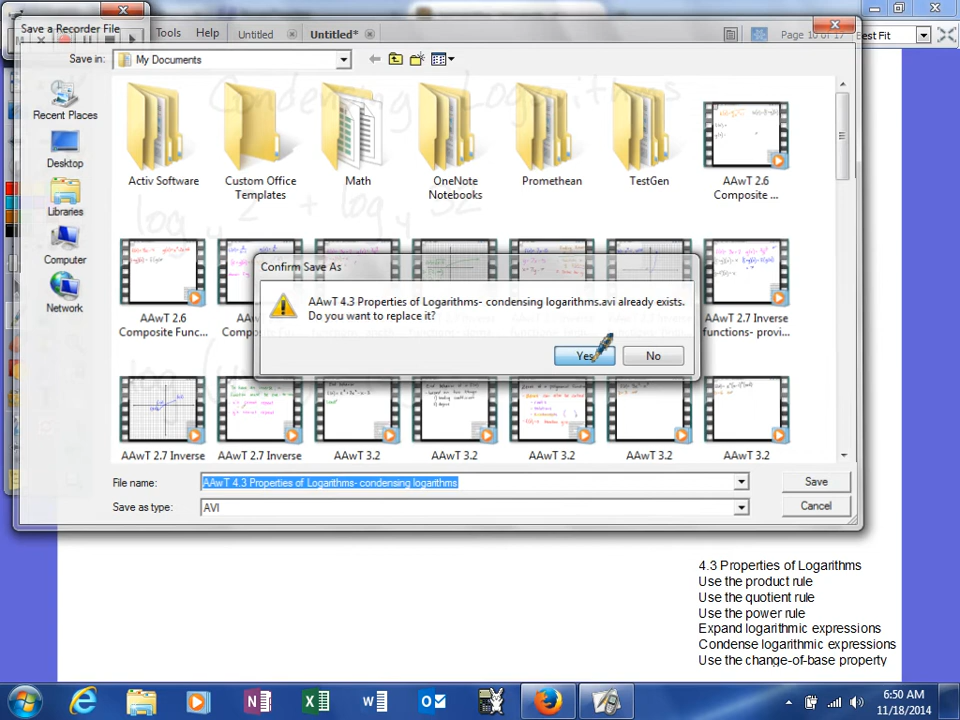 Save a Recorder File
Tools Help Untitled Untitled* Page 10 of 17 Best Fit
Save in: My Documents
Condensing Logarithms
Recent Places
Desktop
Libraries
Computer
Network
Activ Software
Custom Office
Templates
Math
OneNote
Notebooks
Promethean
TestGen
AAwT 2.6
Composite ...
AAwT 2.6
Composite Func...
AAwT 2.7 Inverse
functions- provi...
Confirm Save As
AAwT 4.3 Properties of Logarithms- condensing logarithms.avi already exists.
Do you want to replace it?
Yes No
AAwT 2.7 Inverse
AAwT 2.7 Inverse
AAwT 3.2
AAwT 3.2
AAwT 3.2
AAwT 3.2
AAwT 3.2
File name: AAwT 4.3 Properties of Logarithms- condensing logarithms Save
Save as type: AVI Cancel
4.3 Properties of Logarithms
Use the product rule
Use the quotient rule
Use the power rule
Expand logarithmic expressions
Condense logarithmic expressions
Use the change-of-base property
6:50 AM
11/18/2014